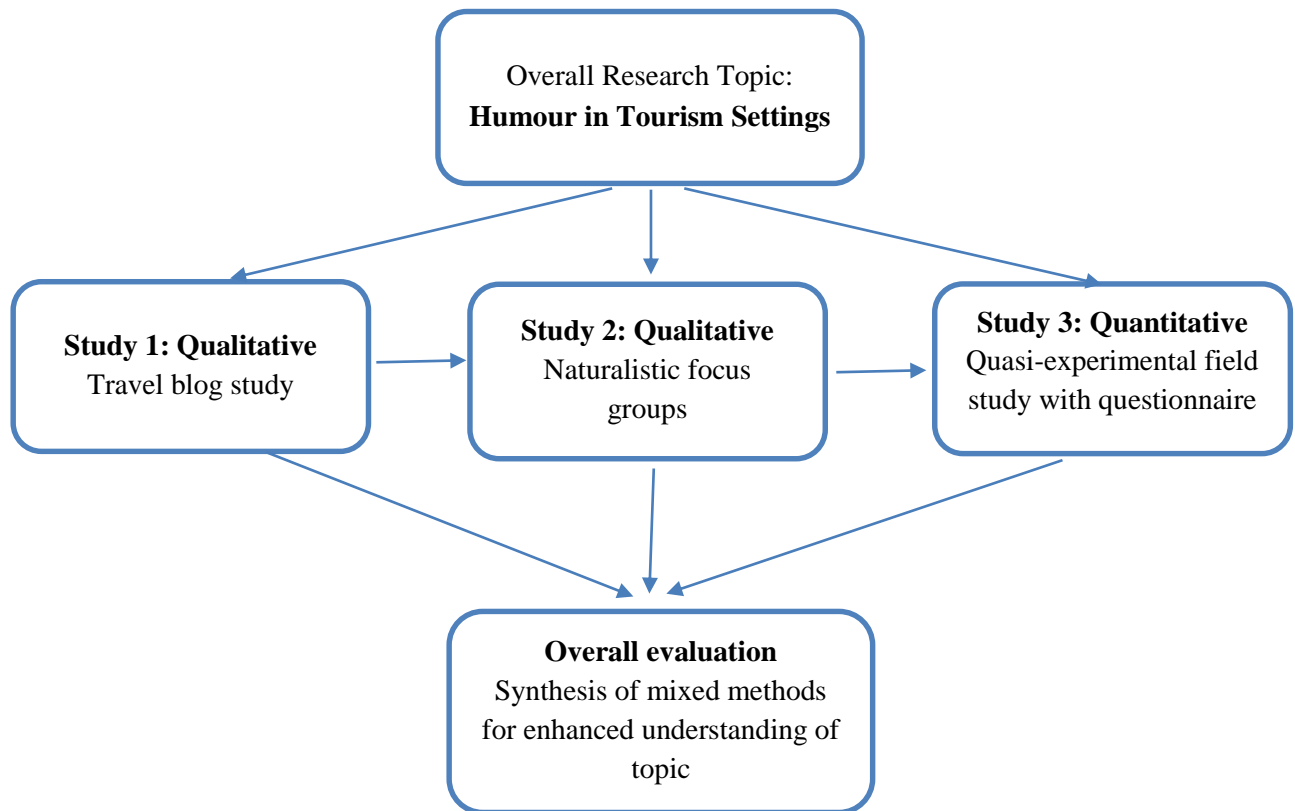 Overall Research Topic:
Humour in Tourism Settings
Study 1: Qualitative
Travel blog study
Study 2: Qualitative
Naturalistic focus
groups
Study 3: Quantitative
Quasi-experimental field
study with questionnaire
Overall evaluation
Synthesis of mixed methods
for enhanced understanding of
topic